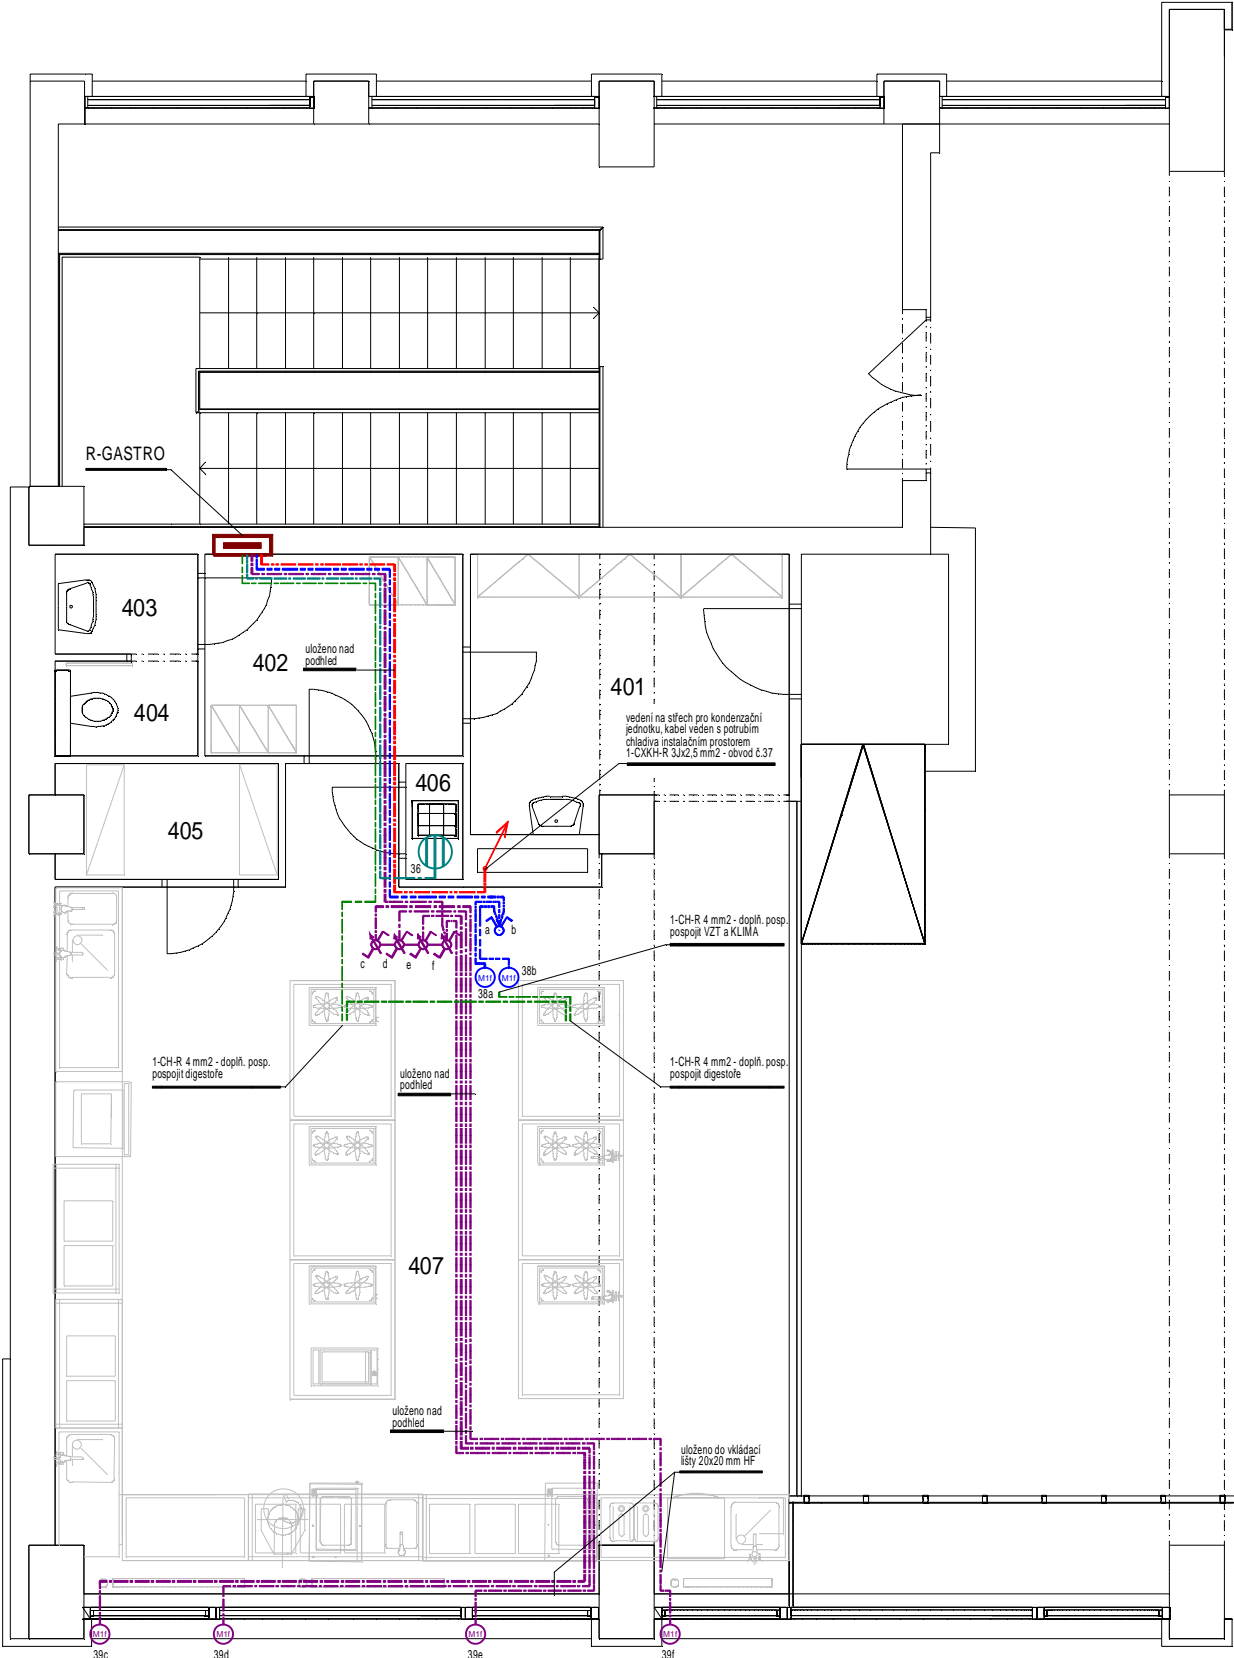 R-GASTRO
403
402
uloženo nad
podhled
404
401
vedení na střech pro kondenzační
jednotku, kabel veden s potrubím
chladiva instalačním prostorem
1-CXKH-R 3Jx2,5 mm2 - obvod č.37
406
405
36
1-CH-R 4 mm2 - doplň. posp.
pospojit VZT a KLIMA
a
b
c
d
e
f
M1f
M1f
38b
38a
1-CH-R 4 mm2 - doplň. posp.
pospojit digestoře
uloženo nad
podhled
1-CH-R 4 mm2 - doplň. posp.
pospojit digestoře
407
uloženo nad
podhled
uloženo do vkládací
lišty 20x20 mm HF
M1f
M1f
M1f
M1f
39c
39d
39e
39f